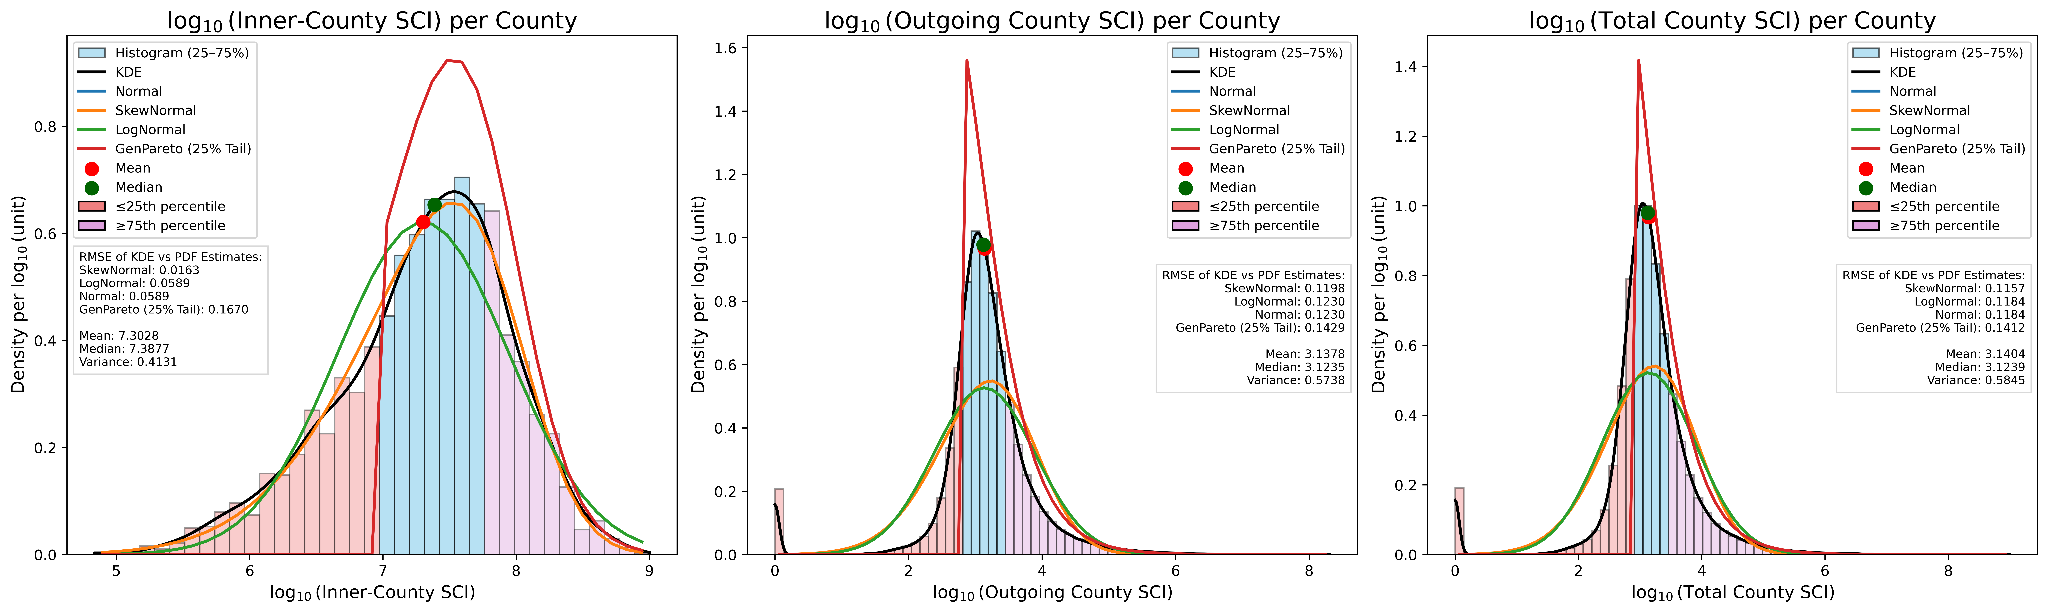 log₁₀ (Inner-County SCI) per County
Density per log₁₀ (unit)
0.8
0.6
0.4
0.2
0.0
Histogram (25–75%)
KDE
Normal
SkewNormal
LogNormal
GenPareto (25% Tail)
Mean
Median
≤25th percentile
≥75th percentile
RMSE of KDE vs PDF Estimates:
SkewNormal: 0.0163
LogNormal: 0.0589
Normal: 0.0589
GenPareto (25% Tail): 0.1670
Mean: 7.3028
Median: 7.3877
Variance: 0.4131
5 6 7 8 9
log₁₀ (Inner-County SCI)
log₁₀ (Outgoing County SCI) per County
Density per log₁₀ (unit)
1.6
1.4
1.2
1.0
0.8
0.6
0.4
0.2
0.0
Histogram (25–75%)
KDE
Normal
SkewNormal
LogNormal
GenPareto (25% Tail)
Mean
Median
≤25th percentile
≥75th percentile
RMSE of KDE vs PDF Estimates:
SkewNormal: 0.1198
LogNormal: 0.1230
Normal: 0.1230
GenPareto (25% Tail): 0.1429
Mean: 3.1378
Median: 3.1235
Variance: 0.5738
0 2 4 6 8
log₁₀ (Outgoing County SCI)
log₁₀ (Total County SCI) per County
Density per log₁₀ (unit)
1.4
1.2
1.0
0.8
0.6
0.4
0.2
0.0
Histogram (25–75%)
KDE
Normal
SkewNormal
LogNormal
GenPareto (25% Tail)
Mean
Median
≤25th percentile
≥75th percentile
RMSE of KDE vs PDF Estimates:
SkewNormal: 0.1157
LogNormal: 0.1184
Normal: 0.1184
GenPareto (25% Tail): 0.1412
Mean: 3.1404
Median: 3.1239
Variance: 0.5845
0 2 4 6 8
log₁₀ (Total County SCI)